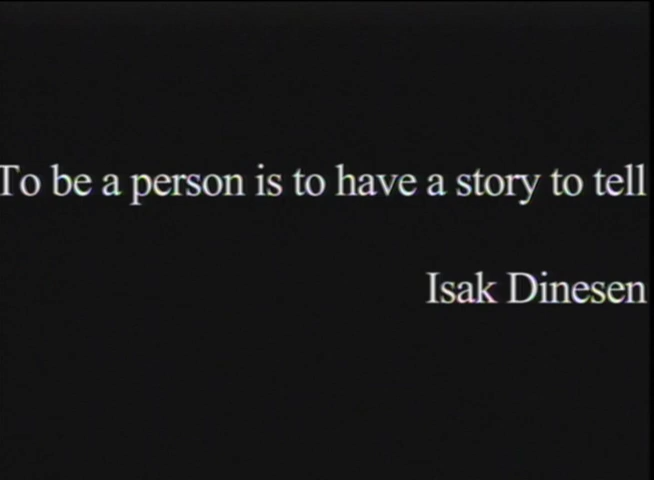 To be a person is to have a story to tell
Isak Dinesen